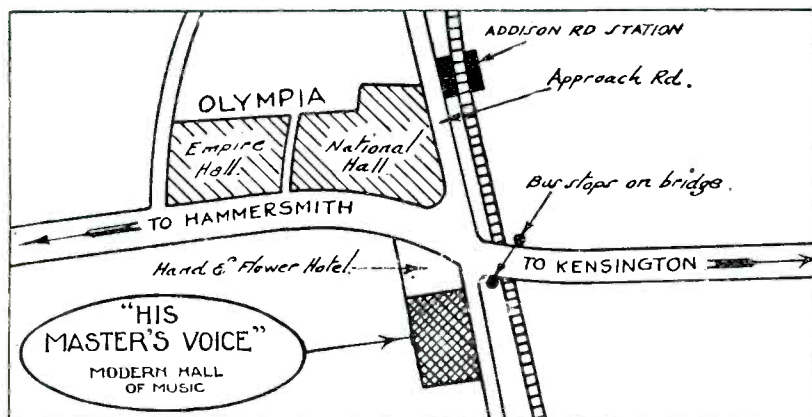 ADDISON RD STATION
Approach Rd.
OLYMPIA
Empire
Hall.
National
Hall.
Bus stops on bridge.
TO HAMMERSMITH
Hand & Flower Hotel.
TO KENSINGTON
"HIS
MASTER'S VOICE"
MODERN HALL
OF MUSIC